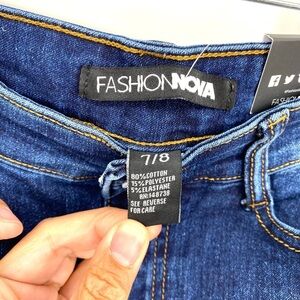 FASHIONNOVA
7/8
80%COTTON
15%POLYESTER
5%ELASTANE
SEE REVERSE
FOR CARE